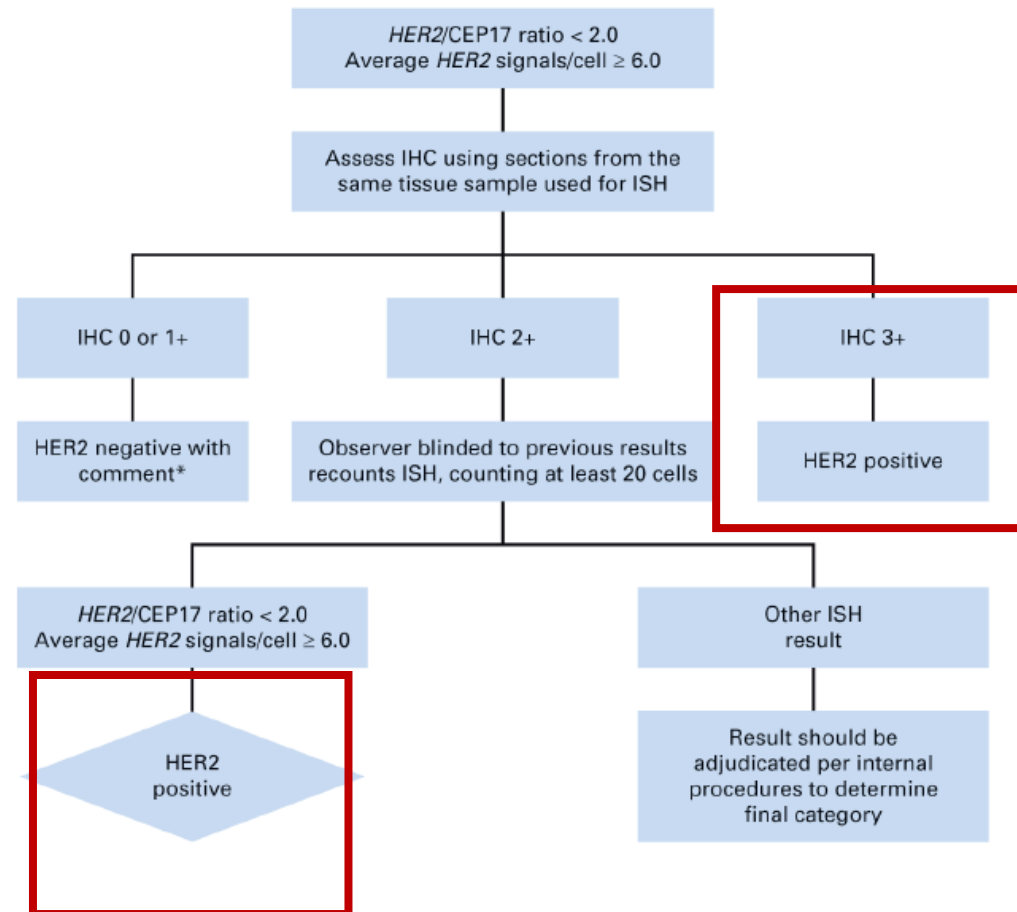 HER2/CEP17 ratio < 2.0
Average HER2 signals/cell ≥ 6.0
Assess IHC using sections from the
same tissue sample used for ISH
IHC 0 or 1+
IHC 2+
IHC 3+
HER2 negative with
comment*
Observer blinded to previous results
recounts ISH, counting at least 20 cells
HER2 positive
HER2/CEP17 ratio < 2.0
Average HER2 signals/cell ≥ 6.0
Other ISH
result
HER2
positive
Result should be
adjudicated per internal
procedures to determine
final category